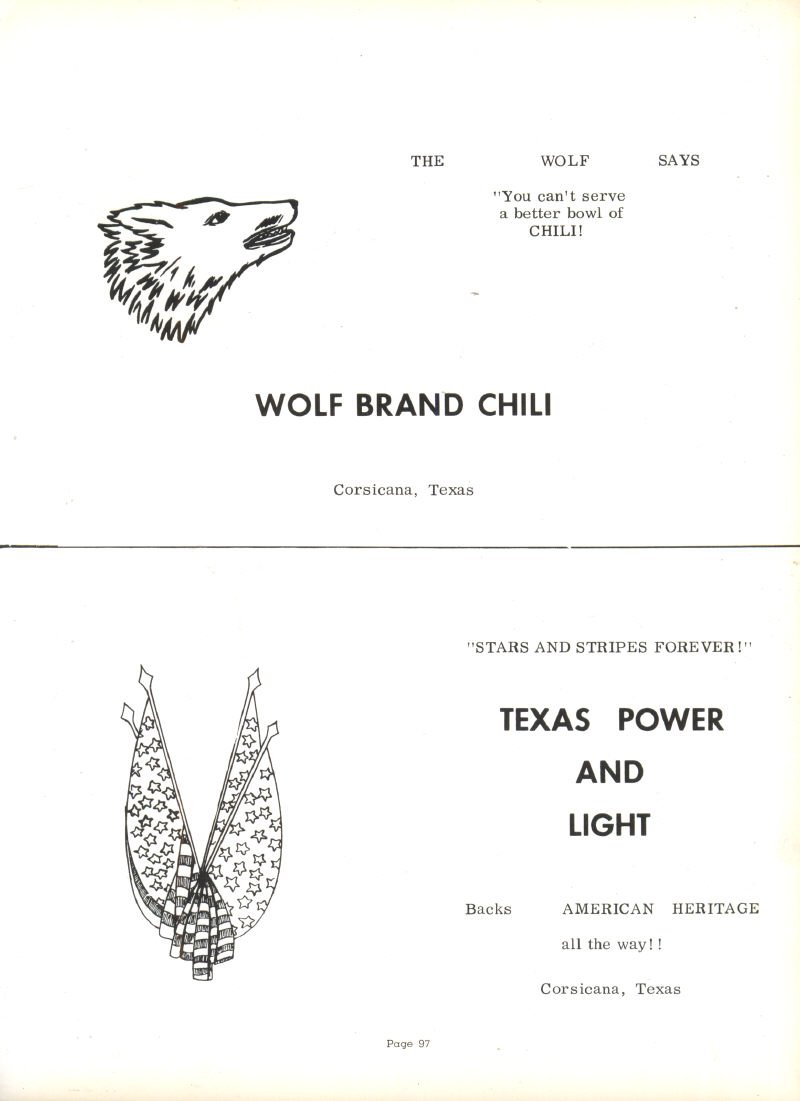 THE WOLF SAYS
"You can't serve
a better bowl of
CHILI!
WOLF BRAND CHILI
Corsicana, Texas
"STARS AND STRIPES FOREVER!"
TEXAS POWER
AND
LIGHT
Backs AMERICAN HERITAGE
all the way!!
Corsicana, Texas
Page 97